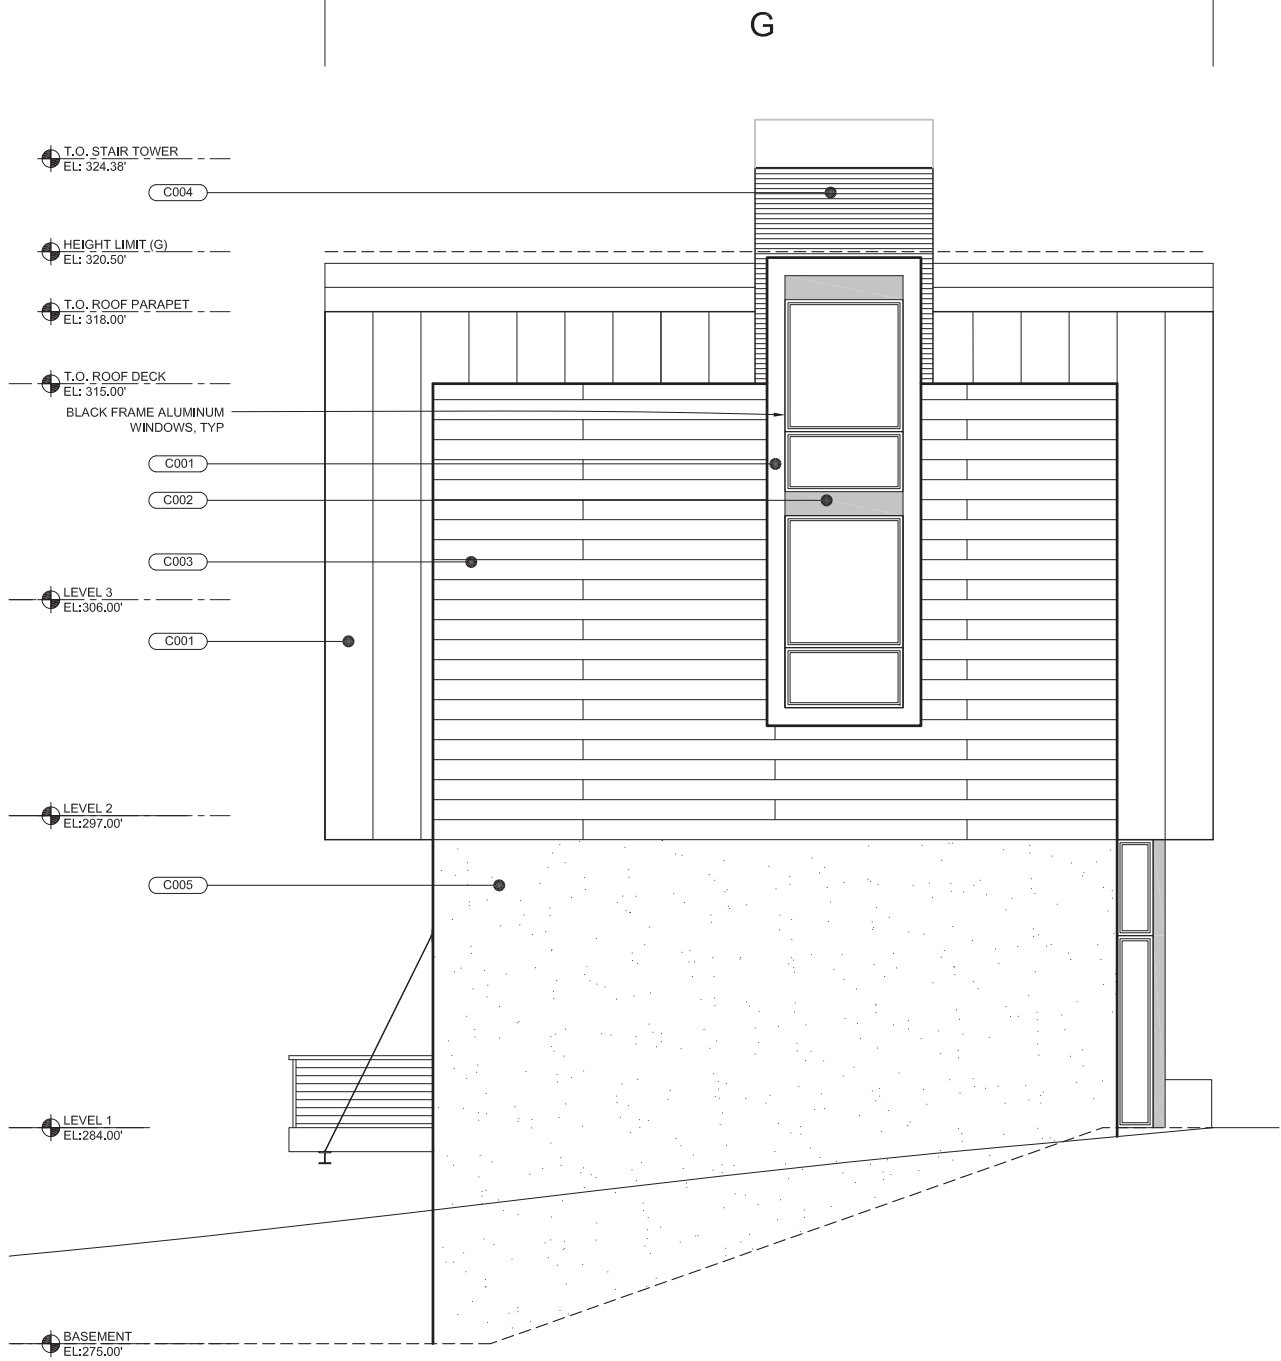 G
T.O. STAIR TOWER
EL: 324.38'
C004
HEIGHT LIMIT (G)
EL: 320.50'
T.O. ROOF PARAPET
EL: 318.00'
T.O. ROOF DECK
EL: 315.00'
BLACK FRAME ALUMINUM
WINDOWS, TYP
C001
C002
C003
LEVEL 3
EL:306.00'
C001
LEVEL 2
EL:297.00'
C005
LEVEL 1
EL:284.00'
BASEMENT
EL:275.00'